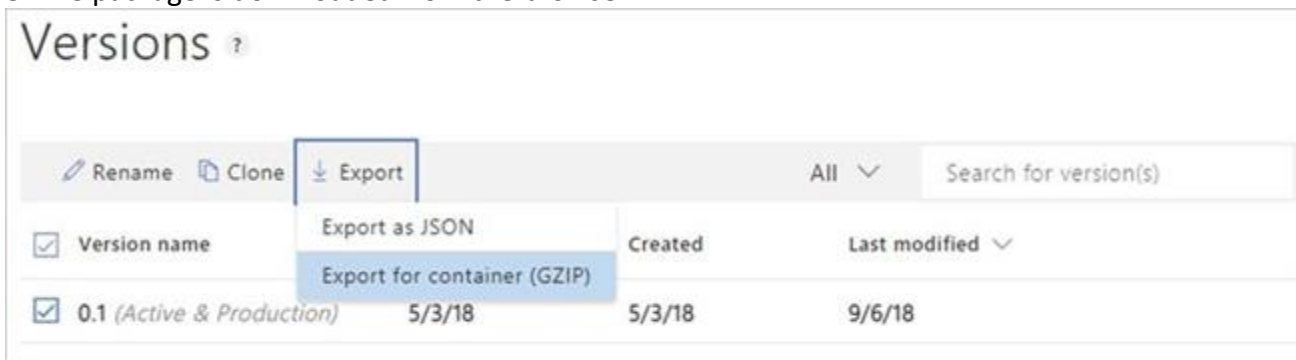 Versions ?
Rename Clone Export All Search for version(s)
Export as JSON
Version name Created Last modified
Export for container (GZIP)
0.1 (Active & Production) 5/3/18 5/3/18 9/6/18